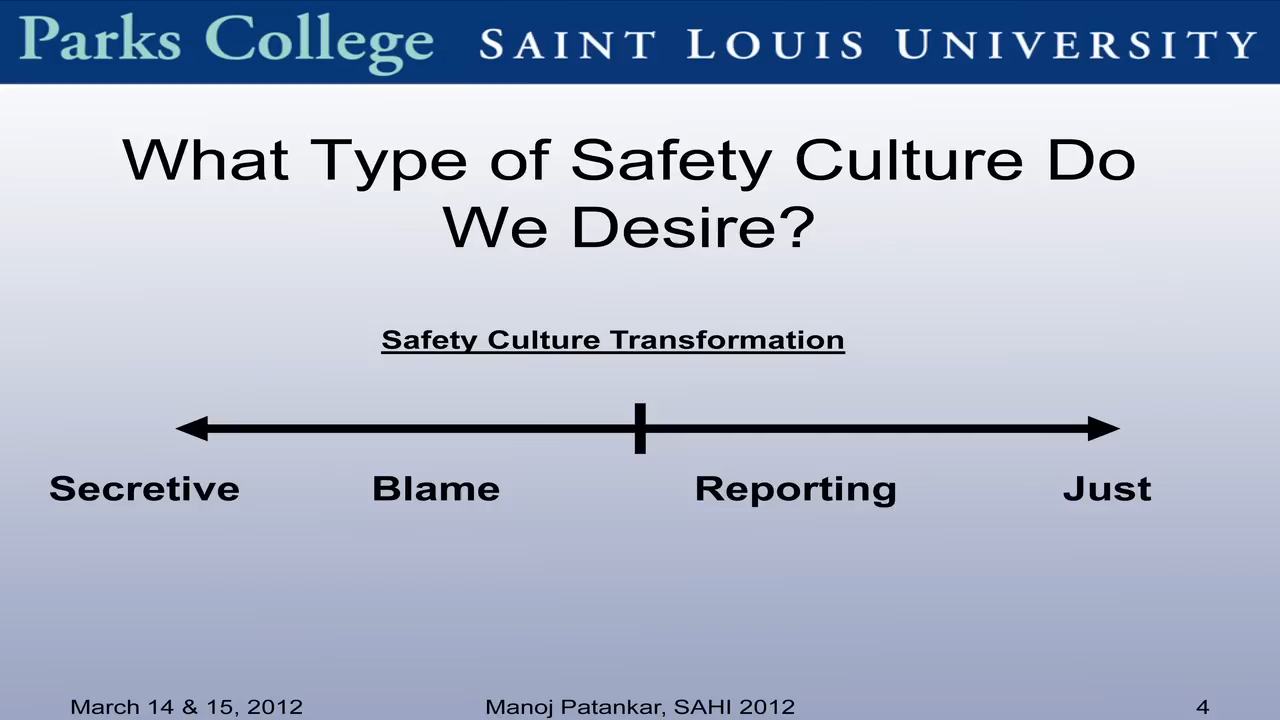 Parks College SAINT LOUIS UNIVERSITY
What Type of Safety Culture Do
We Desire?
Safety Culture Transformation
Secretive Blame Reporting Just
March 14 & 15, 2012 Manoj Patankar, SAHI 2012 4